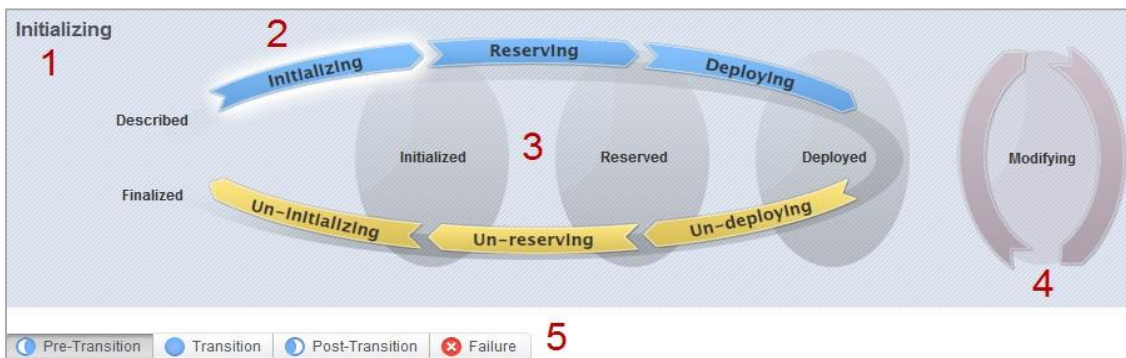 Initializing
1
2
Initializing
Reserving
Deploying
Described
Initialized
3
Reserved
Deployed
Modifying
Finalized
Un-initializing
Un-reserving
Un-deploying
4
Pre-Transition
Transition
Post-Transition
Failure
5